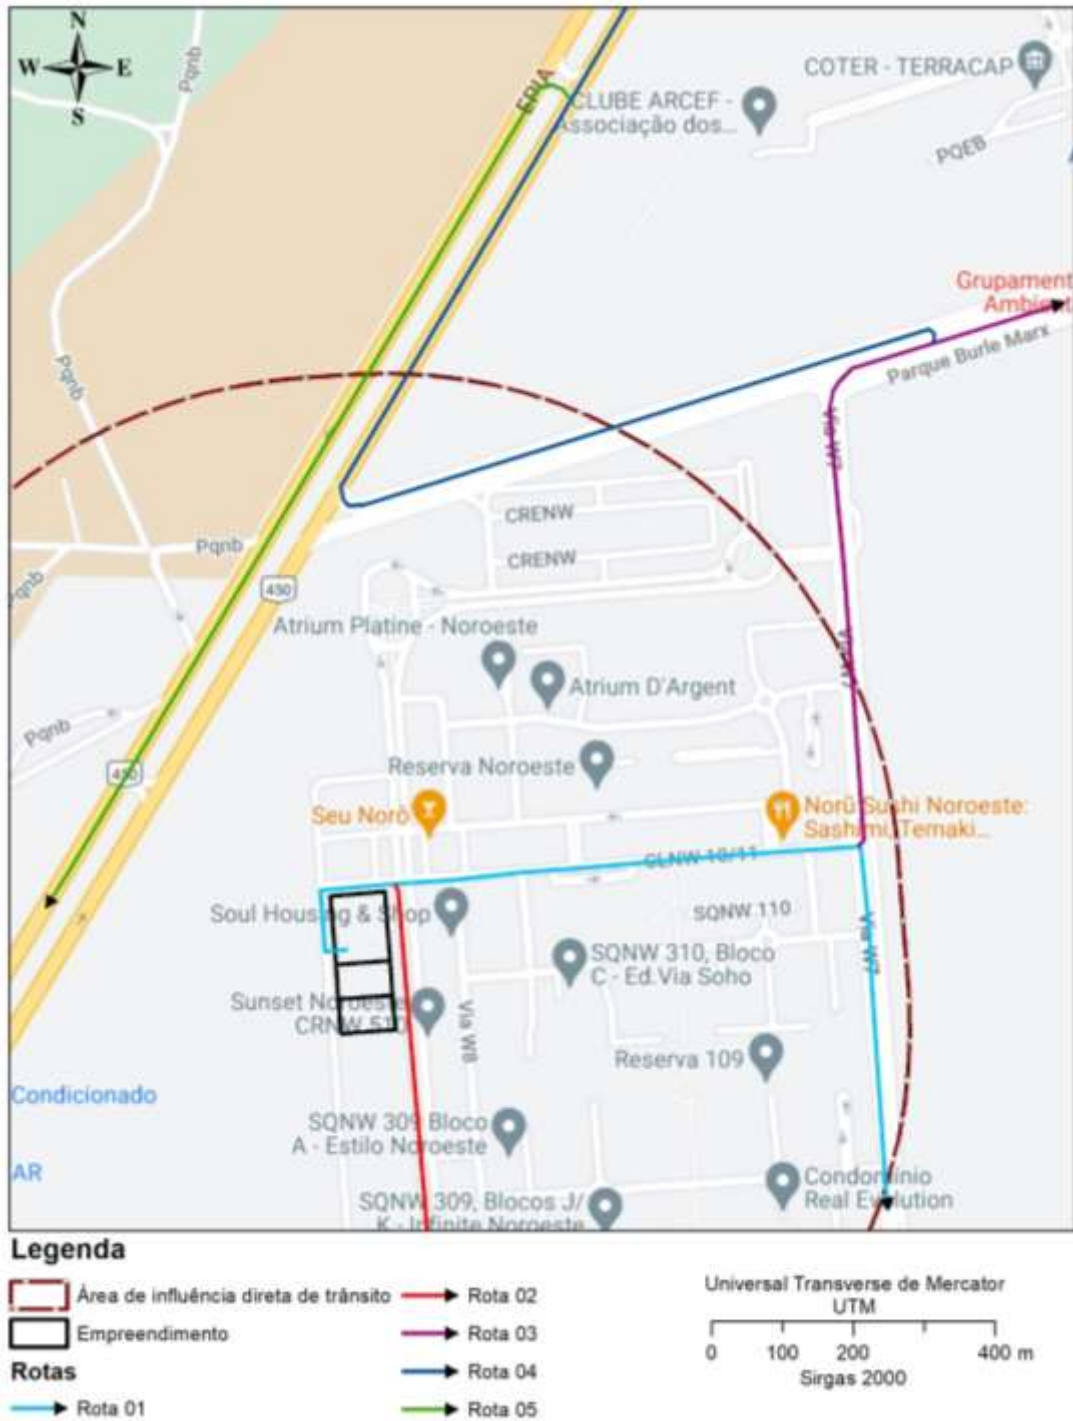 N
W E
S
Pqnb
EPIA
COTER - TERRACAP
CLUBE ARCEF -
Associação dos...
PQEB
Grupament
Ambient
Parque Burle Marx
Pqnb
Via W7
CRENW
Pqnb
CRENW
450
Atrium Platine - Noroeste
Via W7
Atrium D'Argent
Pqnb
450
Reserva Noroeste
Seu Norô
Norū Sushi Noroeste:
Sashimi, Temaki...
CLNW 10/11
Soul Housing & Shop
SQNW 110
Via W7
SQNW 310, Bloco
C - Ed. Via Soho
Sunset Noroeste
CRNW 510
Via W8
Reserva 109
Condicionado
SQNW 309 Bloco
A - Estilo Noroeste
AR
Condomínio
Real Evolution
SQNW 309, Blocos J/
K - Infinite Noroeste
Legenda
Área de influência direta de trânsito
Empreendimento
Rotas
Rota 01
Rota 02
Rota 03
Rota 04
Rota 05
Universal Transverse de Mercator
UTM
0 100 200 400 m
Sirgas 2000